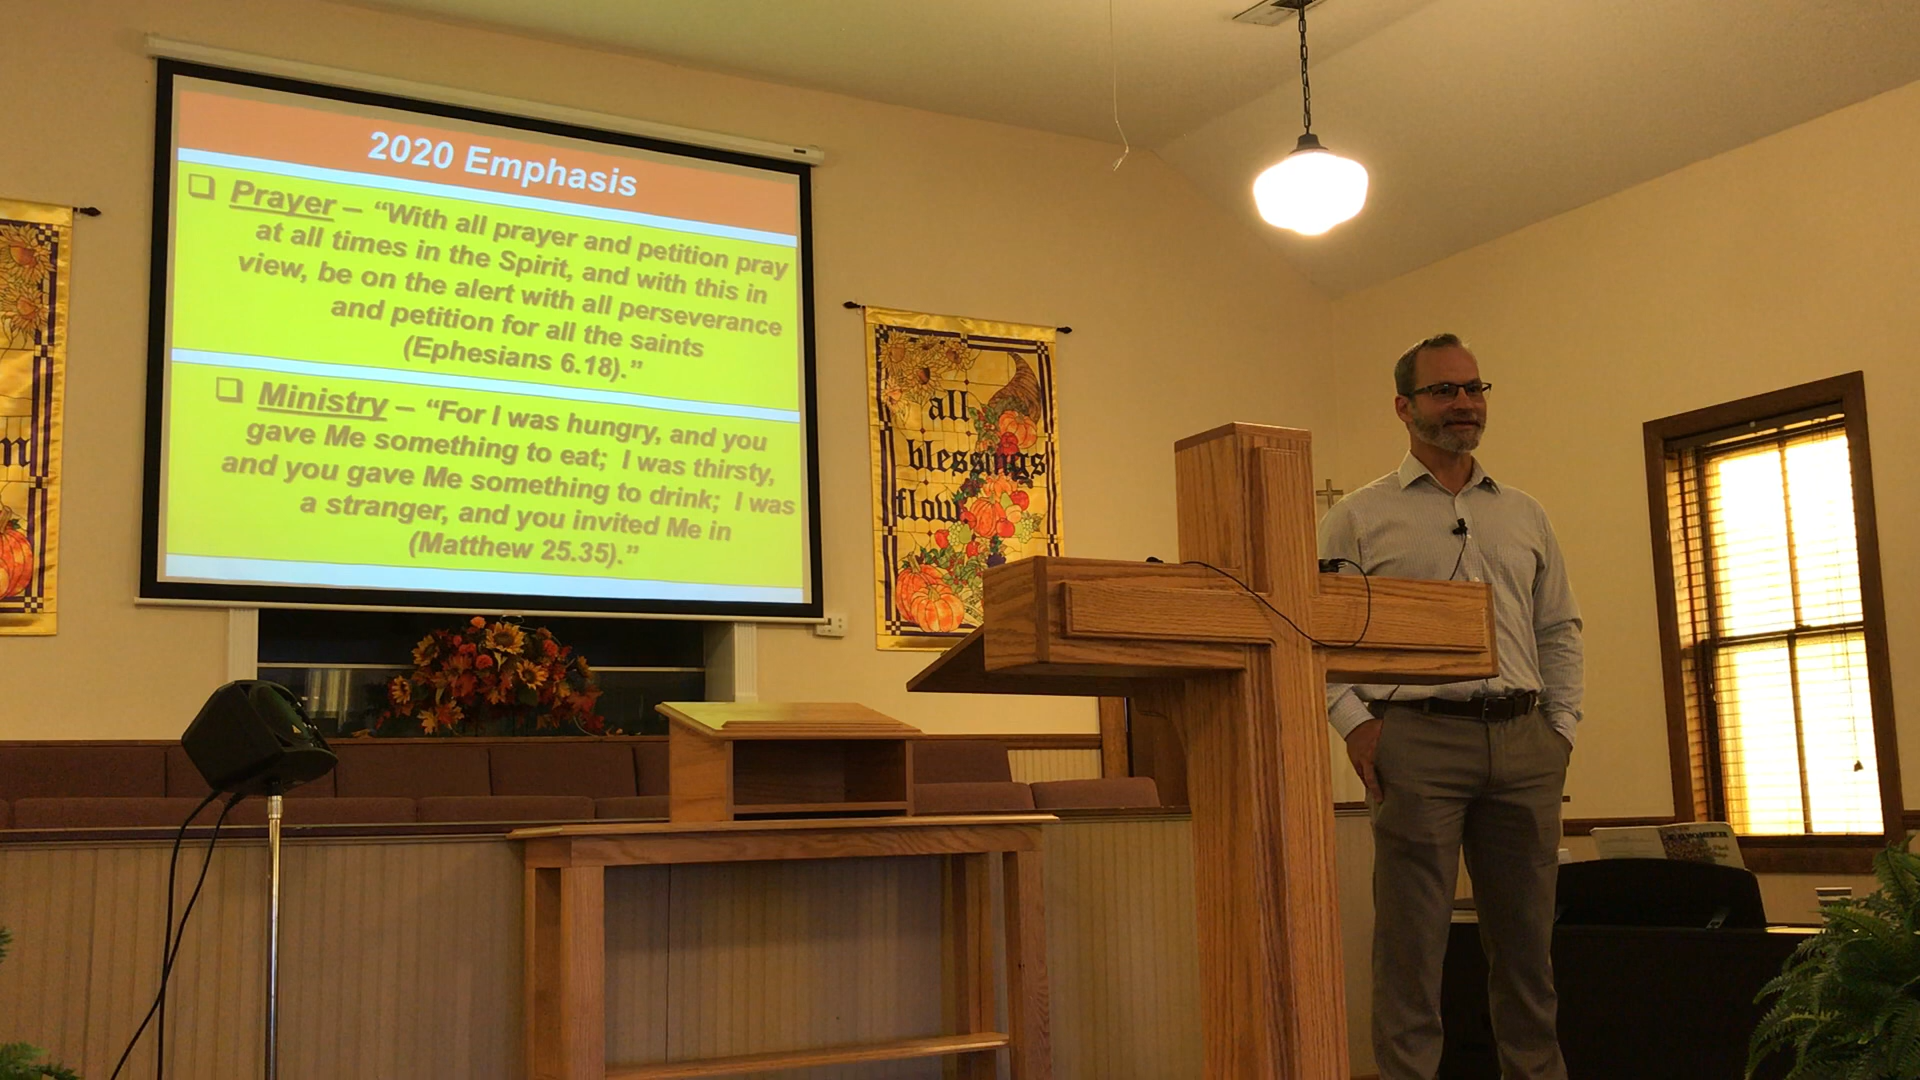 2020 Emphasis
❑ Prayer – “With all prayer and petition pray
at all times in the Spirit, and with this in
view, be on the alert with all perseverance
and petition for all the saints
(Ephesians 6.18).”
❑ Ministry – “For I was hungry, and you
gave Me something to eat; I was thirsty,
and you gave Me something to drink; I was
a stranger, and you invited Me in
(Matthew 25.35).”
m
all
blessings
flow